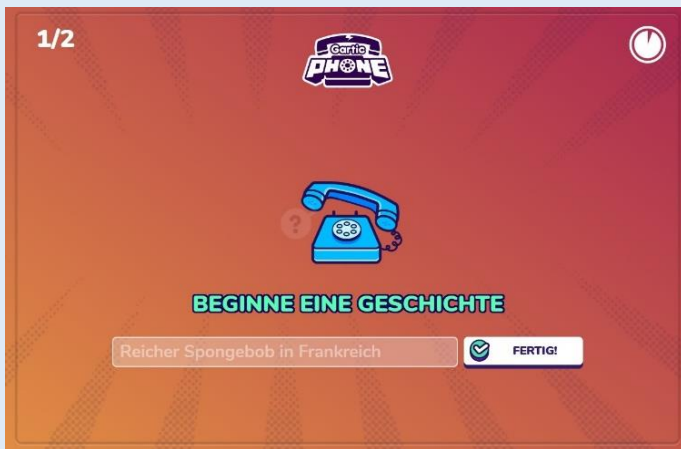 1/2
Gartic
PHONE
?
BEGINNE EINE GESCHICHTE
Reicher Spongebob in Frankreich
FERTIG!